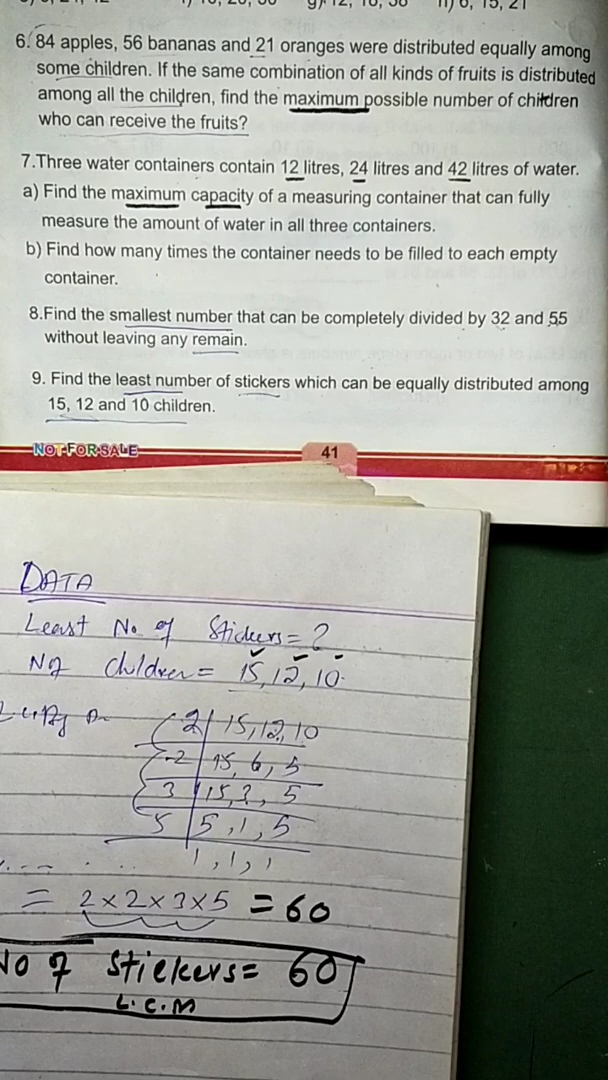 6. 84 apples, 56 bananas and 21 oranges were distributed equally among
some children. If the same combination of all kinds of fruits is distributed
among all the children, find the maximum possible number of children
who can receive the fruits?
7.Three water containers contain 12 litres, 24 litres and 42 litres of water.
a) Find the maximum capacity of a measuring container that can fully
measure the amount of water in all three containers.
b) Find how many times the container needs to be filled to each empty
container.
8.Find the smallest number that can be completely divided by 32 and 55
without leaving any remain.
9. Find the least number of stickers which can be equally distributed among
15, 12 and 10 children.
NOT FOR SALE
41
DATA
Least No of Stickers = ?
No children = 15, 12, 10
2 | 15, 12, 10
2 | 15, 6, 5
3 | 15, 3, 5
5 | 5, 1, 5
1, 1, 1
= 2 x 2 x 3 x 5 = 60
No of Stickers = 60
L.C.M